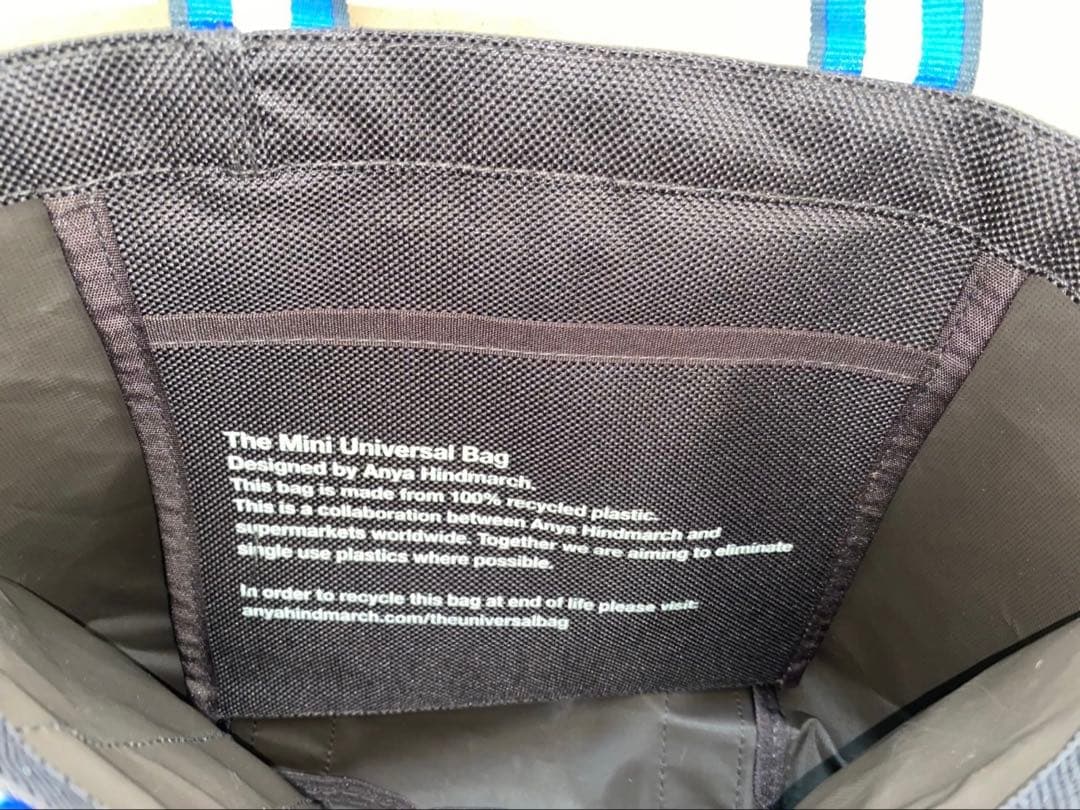 The Mini Universal Bag
Designed by Anya Hindmarch.
This bag is made from 100% recycled plastic.
This is a collaboration between Anya Hindmarch and
supermarkets worldwide. Together we are aiming to eliminate
single use plastics where possible.
In order to recycle this bag at end of life please visit:
anyahindmarch.com/theuniversalbag